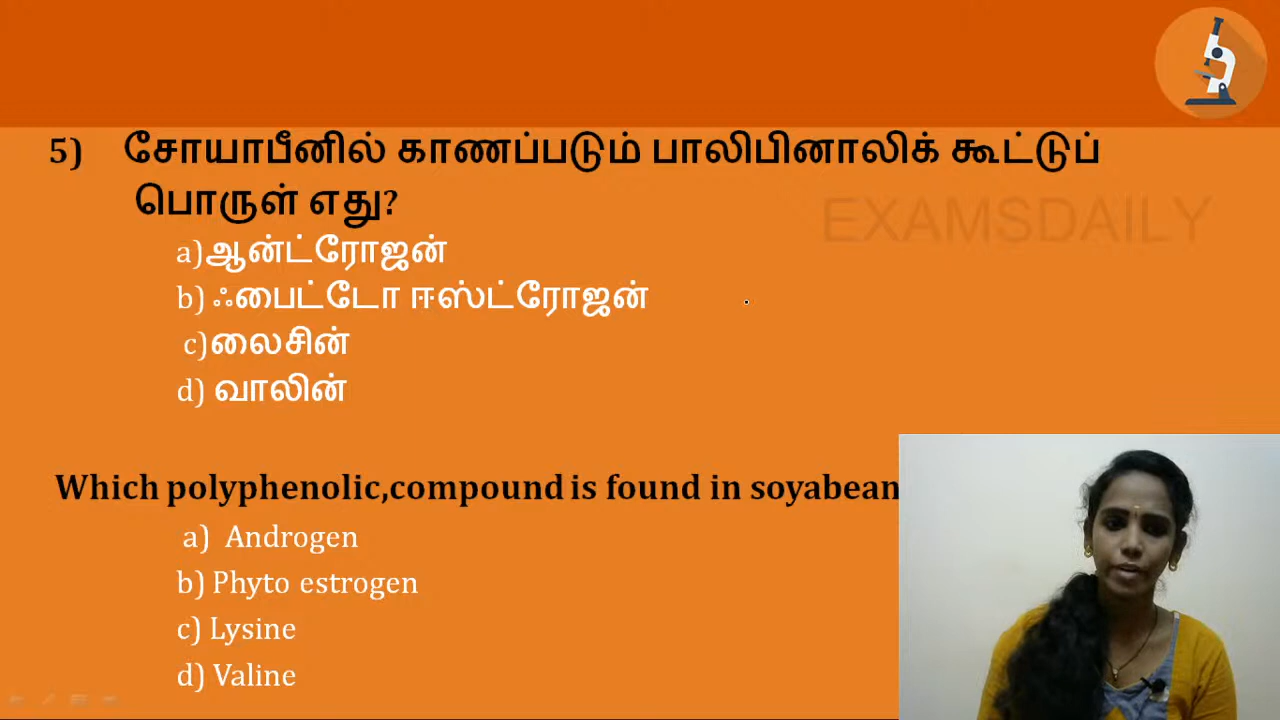 5) சோயாபீனில் காணப்படும் பாலிபினாலிக் கூட்டுப்
பொருள் எது?
EXAMSDAILY
a)ஆன்ட்ரோஜன்
b) ஃபைட்டோ ஈஸ்ட்ரோஜன்
c)லைசின்
d) வாலின்
Which polyphenolic,compound is found in soyabean
a) Androgen
b) Phyto estrogen
c) Lysine
d) Valine